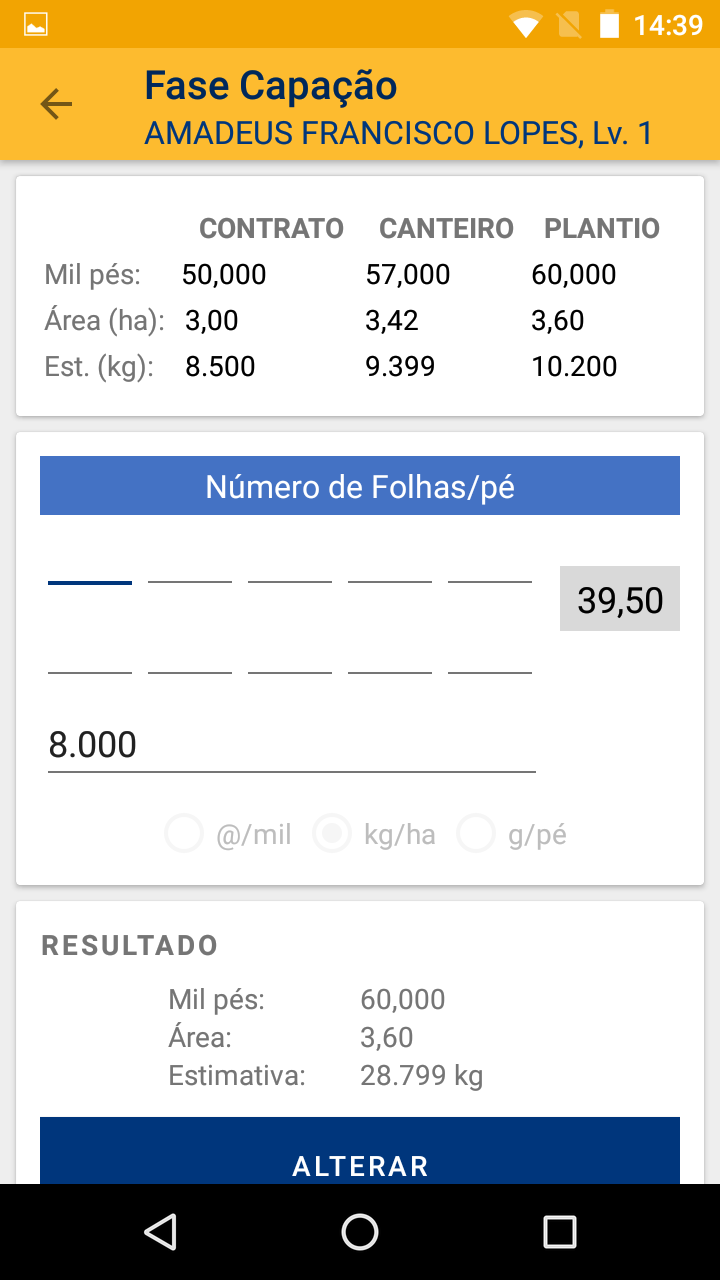 14:39
Fase Capação
AMADEUS FRANCISCO LOPES, Lv. 1
CONTRATO CANTEIRO PLANTIO
Mil pés: 50,000 57,000 60,000
Área (ha): 3,00 3,42 3,60
Est. (kg): 8.500 9.399 10.200
Número de Folhas/pé
39,50
8.000
@/mil kg/ha g/pé
RESULTADO
Mil pés: 60,000
Área: 3,60
Estimativa: 28.799 kg
ALTERAR